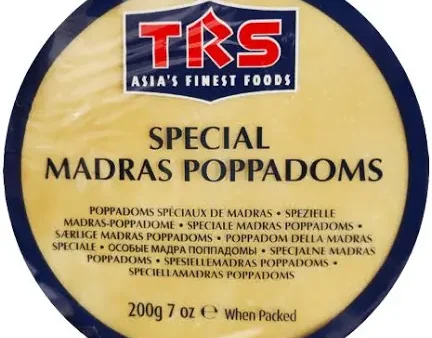 TRS
ASIA'S FINEST FOODS
SPECIAL
MADRAS POPPADOMS
POPPADOMS SPÉCIAUX DE MADRAS • SPEZIELLE
MADRAS-POPPADOME • SPECIALE MADRAS POPPADOMS •
SÆRLIGE MADRAS POPPADOMS • POPPADOM DELLA MADRAS
SPECIALE • ОСОБЫЕ МАДРА ПОППАДОМЫ • SPECJALNE MADRAS
POPPADOMS • SPESIELLEMADRAS POPPADOMS •
SPECIELLAMADRAS POPPADOMS
200g 7 oz ℮ When Packed